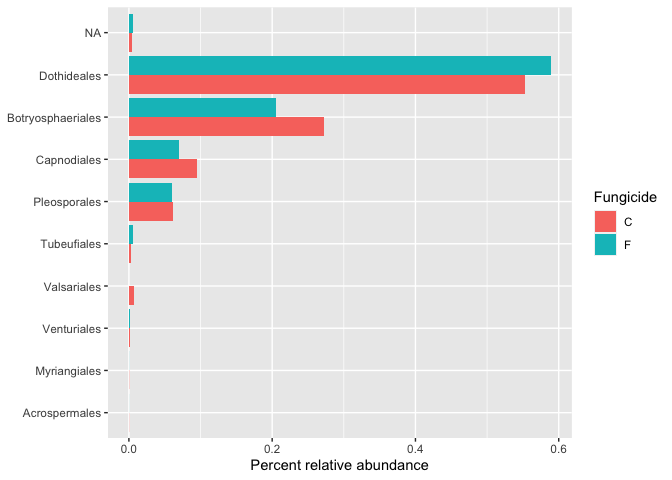 NA
Dothideales
Botryosphaeriales
Capnodiales
Pleosporales
Tubeufiales
Valsariales
Venturiales
Myriangiales
Acrospermales
0.0 0.2 0.4 0.6
Percent relative abundance
Fungicide
C
F